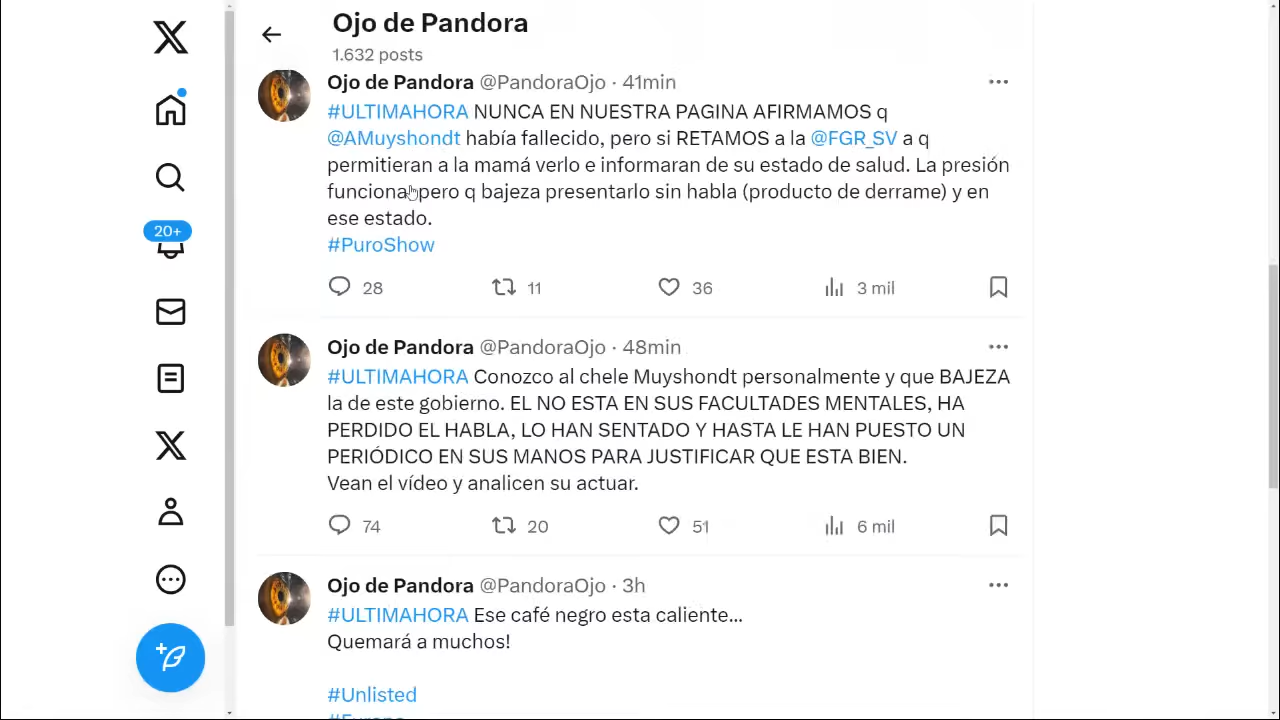 Ojo de Pandora
1.632 posts
Ojo de Pandora @PandoraOjo · 41min
#ULTIMAHORA NUNCA EN NUESTRA PAGINA AFIRMAMOS q
@AMuyshondt había fallecido, pero si RETAMOS a la @FGR_SV a q
permitieran a la mamá verlo e informaran de su estado de salud. La presión
funciona pero q bajeza presentarlo sin habla (producto de derrame) y en
ese estado.
#PuroShow
28 11 36 3 mil
20+
Ojo de Pandora @PandoraOjo · 48min
#ULTIMAHORA Conozco al chele Muyshondt personalmente y que BAJEZA
la de este gobierno. EL NO ESTA EN SUS FACULTADES MENTALES, HA
PERDIDO EL HABLA, LO HAN SENTADO Y HASTA LE HAN PUESTO UN
PERIÓDICO EN SUS MANOS PARA JUSTIFICAR QUE ESTA BIEN.
Vean el vídeo y analicen su actuar.
74 20 51 6 mil
Ojo de Pandora @PandoraOjo · 3h
#ULTIMAHORA Ese café negro esta caliente...
Quemará a muchos!
#Unlisted